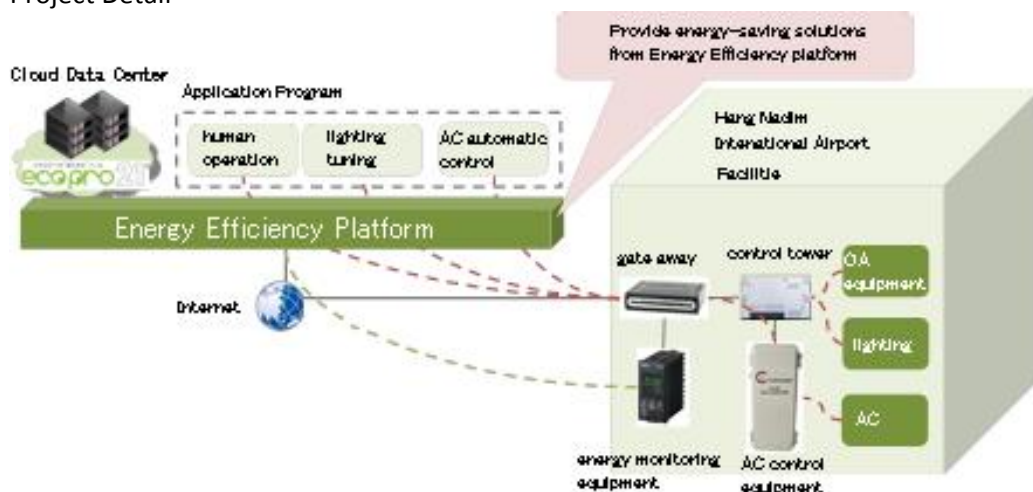 Project Detail
Provide energy-saving solutions
from Energy Efficiency platform
Cloud Data Center
Application Program
human
operation
lighting
tuning
AC automatic
control
ecopro21
Energy Efficiency Platform
Hang Nadim
International Airport
Facilitie
Internet
gate away
control tower
OA
equipment
lighting
AC
energy monitoring
equipment
AC control
equipment